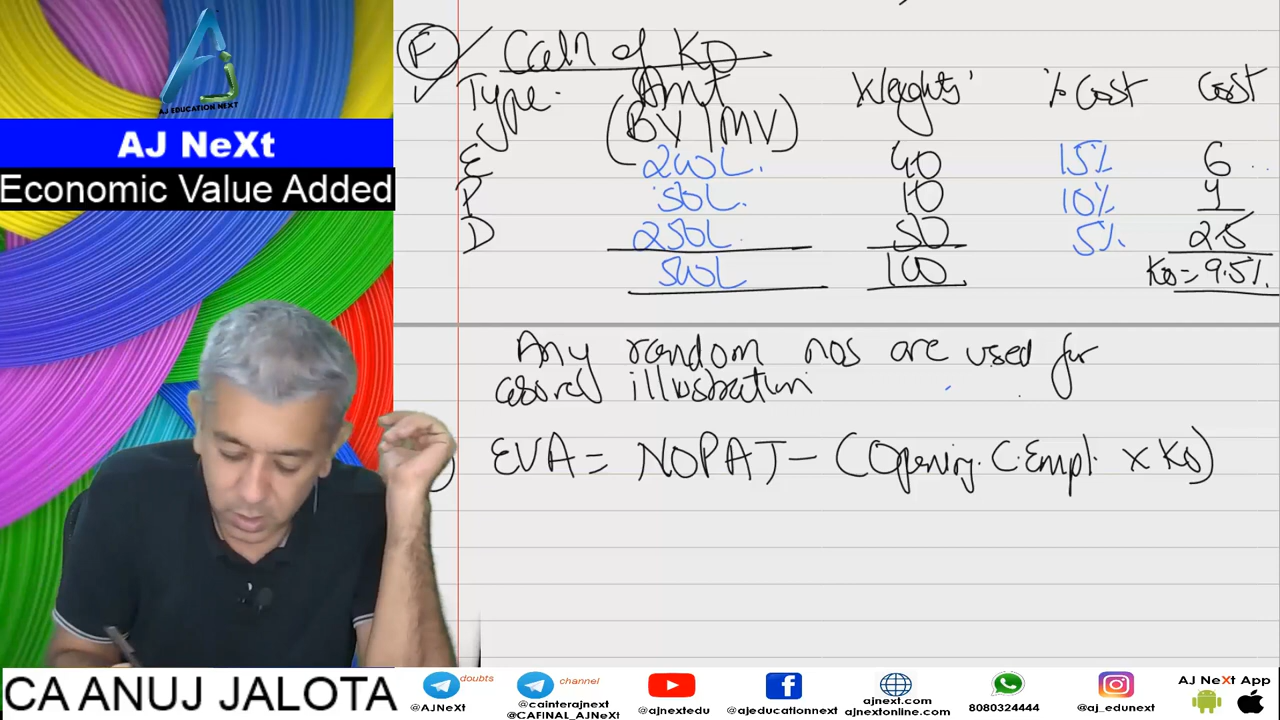 AJ EDUCATION NEXT
AJ NeXt
Economic Value Added
F Caln of Ko
Type Amt Weights % Cost Cost
(BV/MV)
E 200L. 40 15% 6
P 50L. 10 10% 1
D 250L. 50 5%. 2.5
500L 100 Ko = 9.5%.
Any random nos are used for
above illustration
EVA = NOPAT - (Opening. C. Empl. x Ko)
CA ANUJ JALOTA
doubts
@AJNeXt
channel
@cainterajnext
@CAFINAL_AJNeXt
@ajnextedu
@ajeducationnext
ajnext.com
ajnextonline.com
8080324444
@aj_edunext
AJ NeXt App